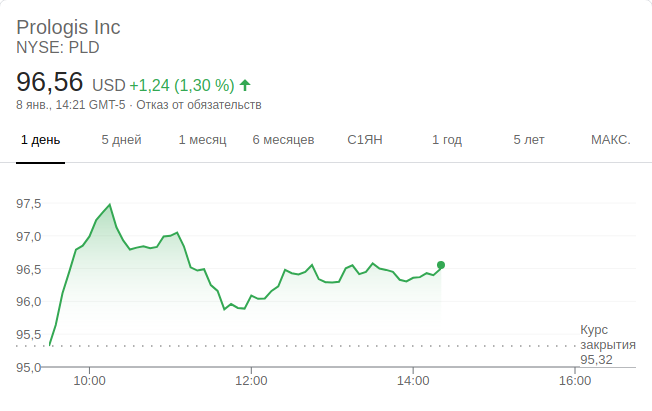 Prologis Inc
NYSE: PLD
96,56 USD +1,24 (1,30 %)
8 янв., 14:21 GMT-5 · Отказ от обязательств
1 день 5 дней 1 месяц 6 месяцев С1ЯН 1 год 5 лет МАКС.
97,5
97,0
96,5
96,0
95,5
95,0
Курс
закрытия
95,32
10:00 12:00 14:00 16:00